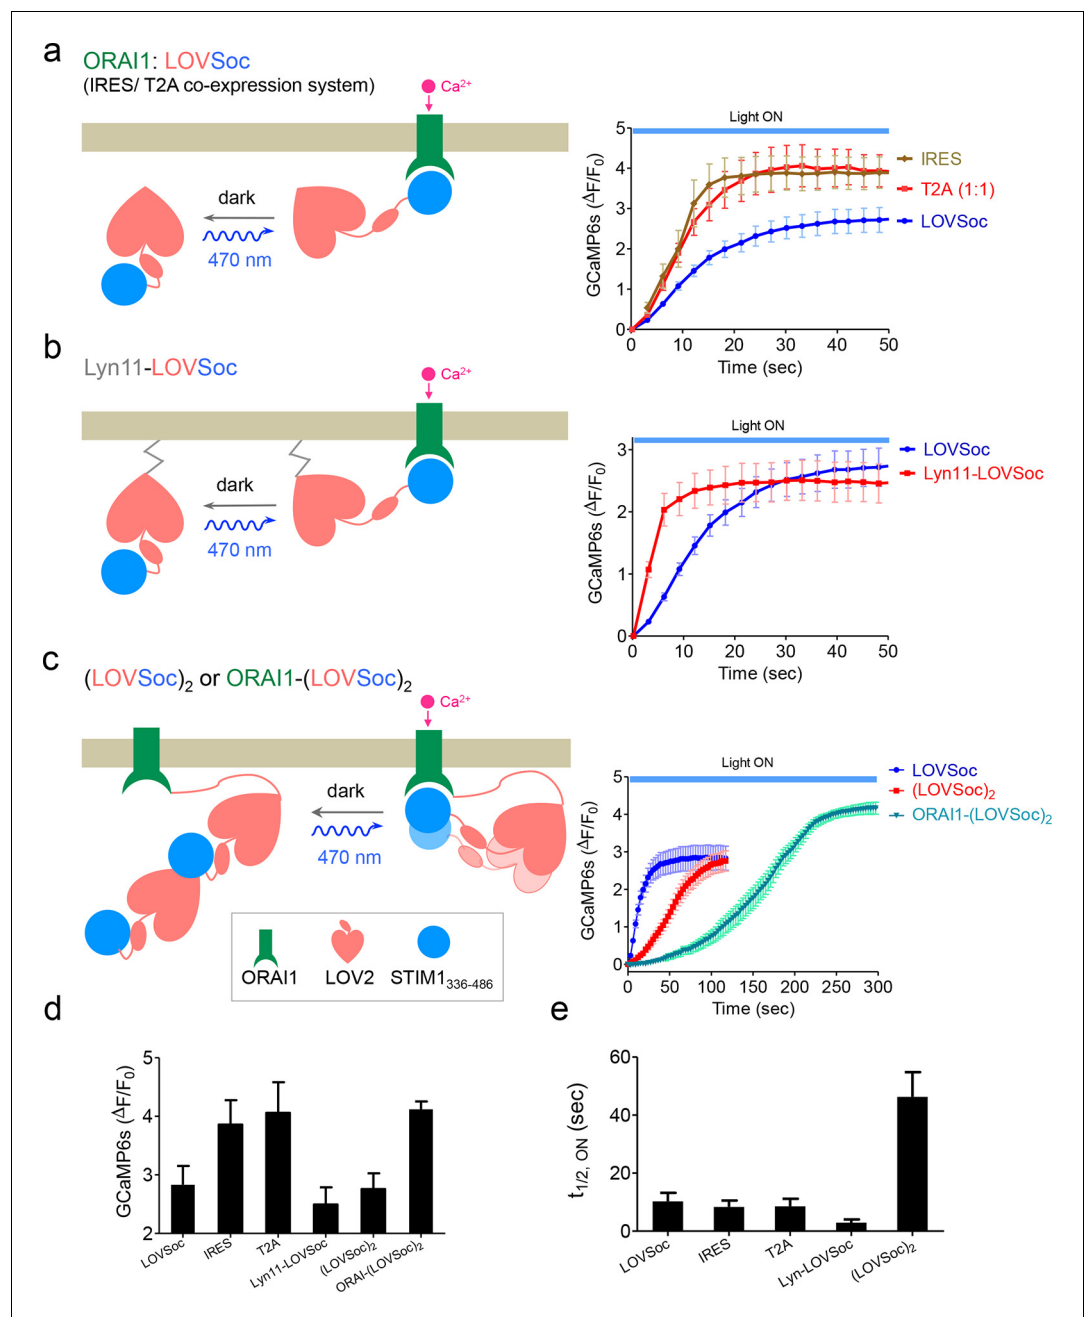 a
ORAI1: LOVSoc
(IRES/ T2A co-expression system)
Ca2+
dark
470 nm
Light ON
GCaMP6s (ΔF/F0)
5
4
3
2
1
0
0 10 20 30 40 50
Time (sec)
IRES
T2A (1:1)
LOVSoc
b
Lyn11-LOVSoc
Ca2+
dark
470 nm
Light ON
GCaMP6s (ΔF/F0)
3
2
1
0
0 10 20 30 40 50
Time (sec)
LOVSoc
Lyn11-LOVSoc
c
(LOVSoc)2 or ORAI1-(LOVSoc)2
Ca2+
dark
470 nm
ORAI1 LOV2 STIM1336-486
Light ON
GCaMP6s (ΔF/F0)
5
4
3
2
1
0
0 50 100 150 200 250 300
Time (sec)
LOVSoc
(LOVSoc)2
ORAI1-(LOVSoc)2
d
GCaMP6s (ΔF/F0)
5
4
3
2
LOVSoc IRES T2A Lyn11-LOVSoc (LOVSoc)2 ORAI-(LOVSoc)2
e
t1/2, ON (sec)
60
40
20
0
LOVSoc IRES T2A Lyn-LOVSoc (LOVSoc)2